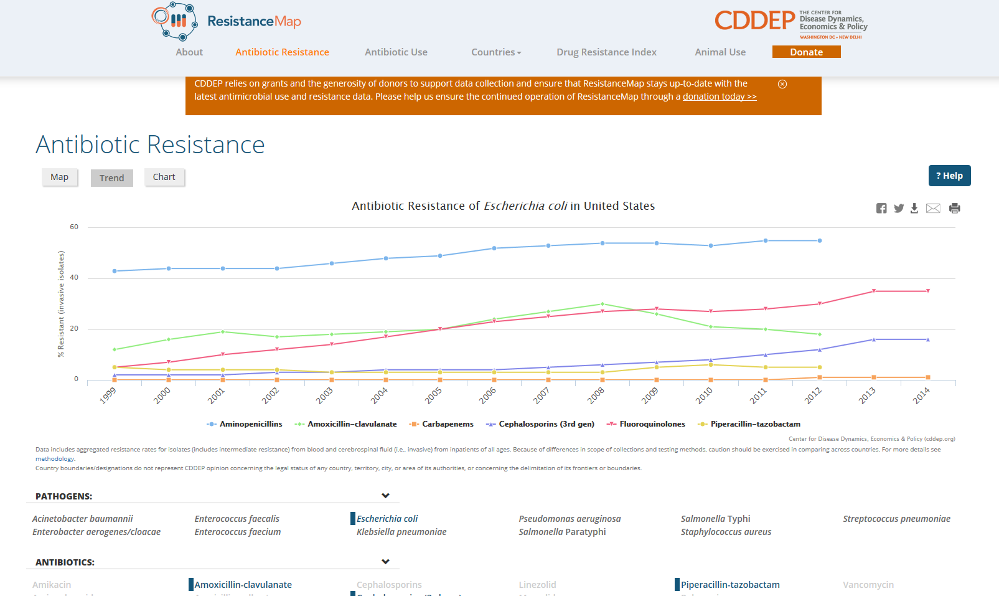 ResistanceMap
CDDEP
THE CENTER FOR
Disease Dynamics,
Economics & Policy
WASHINGTON DC • NEW DELHI
About Antibiotic Resistance Antibiotic Use Countries Drug Resistance Index Animal Use Donate
CDDEP relies on grants and the generosity of donors to support data collection and ensure that ResistanceMap stays up-to-date with the
latest antimicrobial use and resistance data. Please help us ensure the continued operation of ResistanceMap through a donation today >>
Antibiotic Resistance
Map Trend Chart
? Help
Antibiotic Resistance of Escherichia coli in United States
% Resistant (invasive isolates)
60
40
20
0
1999 2000 2001 2002 2003 2004 2005 2006 2007 2008 2009 2010 2011 2012 2013 2014
Aminopenicillins Amoxicillin-clavulanate Carbapenems Cephalosporins (3rd gen) Fluoroquinolones Piperacillin-tazobactam
Center for Disease Dynamics, Economics & Policy (cddep.org)
Data includes aggregated resistance rates for isolates (includes intermediate resistance) from blood and cerebrospinal fluid (i.e., invasive) from inpatients of all ages. Because of differences in scope of collections and testing methods, caution should be exercised in comparing across countries. For more details see
methodology.
Country boundaries/designations do not represent CDDEP opinion concerning the legal status of any country, territory, city, or area of its authorities, or concerning the delimitation of its frontiers or boundaries.
PATHOGENS:
Acinetobacter baumannii Enterococcus faecalis Escherichia coli Pseudomonas aeruginosa Salmonella Typhi Streptococcus pneumoniae
Enterobacter aerogenes/cloacae Enterococcus faecium Klebsiella pneumoniae Salmonella Paratyphi Staphylococcus aureus
ANTIBIOTICS:
Amikacin Amoxicillin-clavulanate Cephalosporins Linezolid Piperacillin-tazobactam Vancomycin